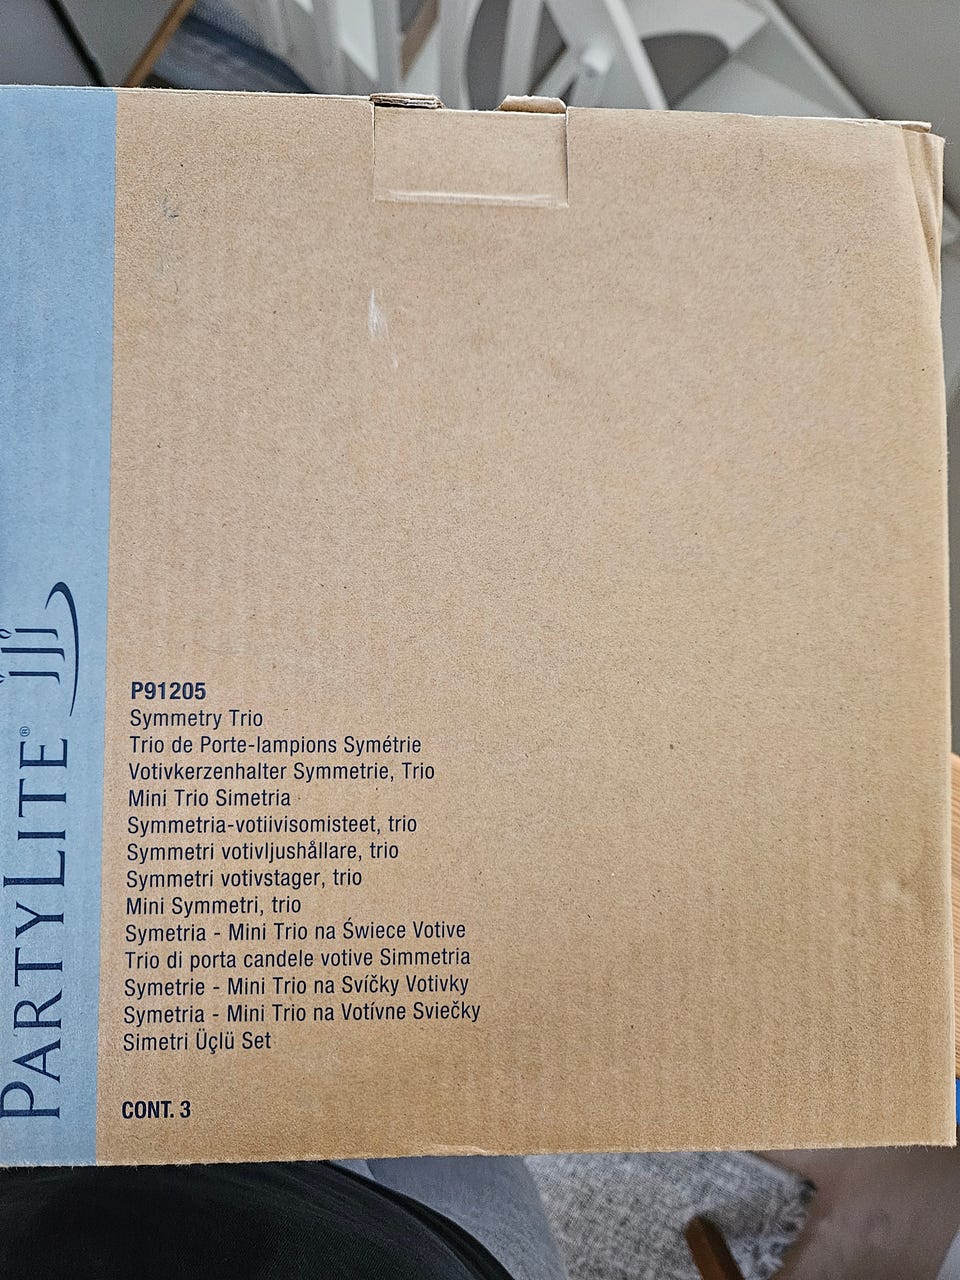 PARTYLITE®
P91205
Symmetry Trio
Trio de Porte-lampions Symétrie
Votivkerzenhalter Symmetrie, Trio
Mini Trio Simetria
Symmetria-votiivisomisteet, trio
Symmetri votivljushållare, trio
Symmetri votivstager, trio
Mini Symmetri, trio
Symetria - Mini Trio na Świece Votive
Trio di porta candele votive Simmetria
Symetrie - Mini Trio na Svíčky Votivky
Symetria - Mini Trio na Votívne Sviečky
Simetri Üçlü Set
CONT. 3